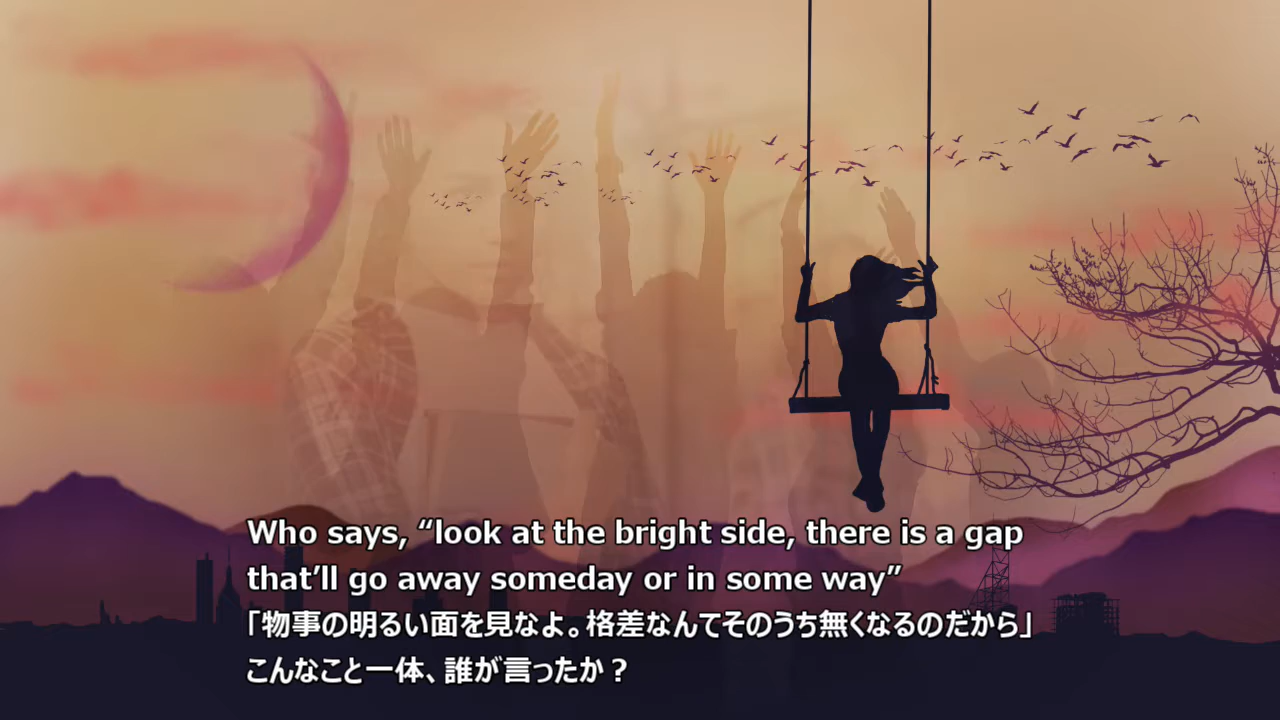 Who says, “look at the bright side, there is a gap
that’ll go away someday or in some way”
「物事の明るい面を見なよ。格差なんてそのうち無くなるのだから」
こんなこと一体、誰が言ったか？